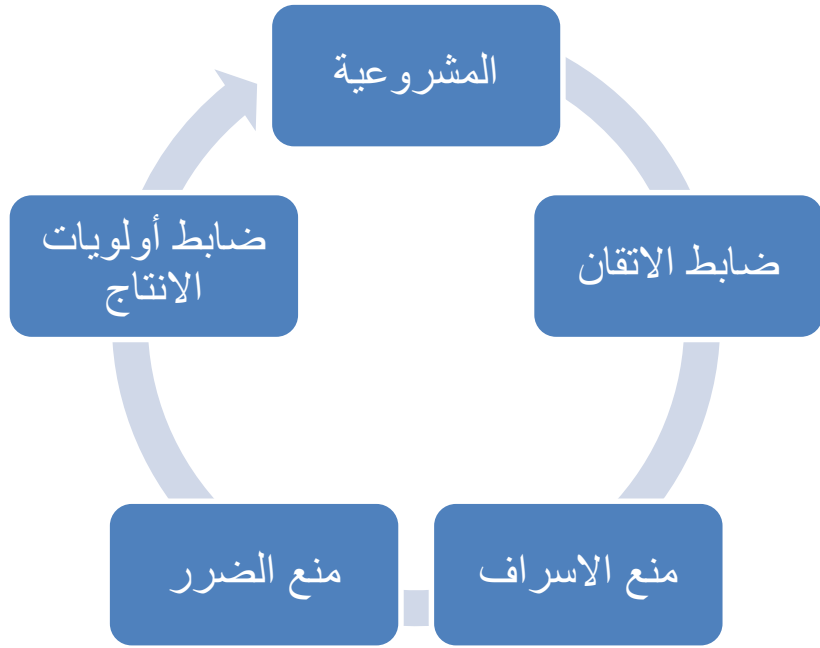 المشروعية
ضابط الاتقان
منع الاسراف
منع الضرر
ضابط أولويات
الانتاج